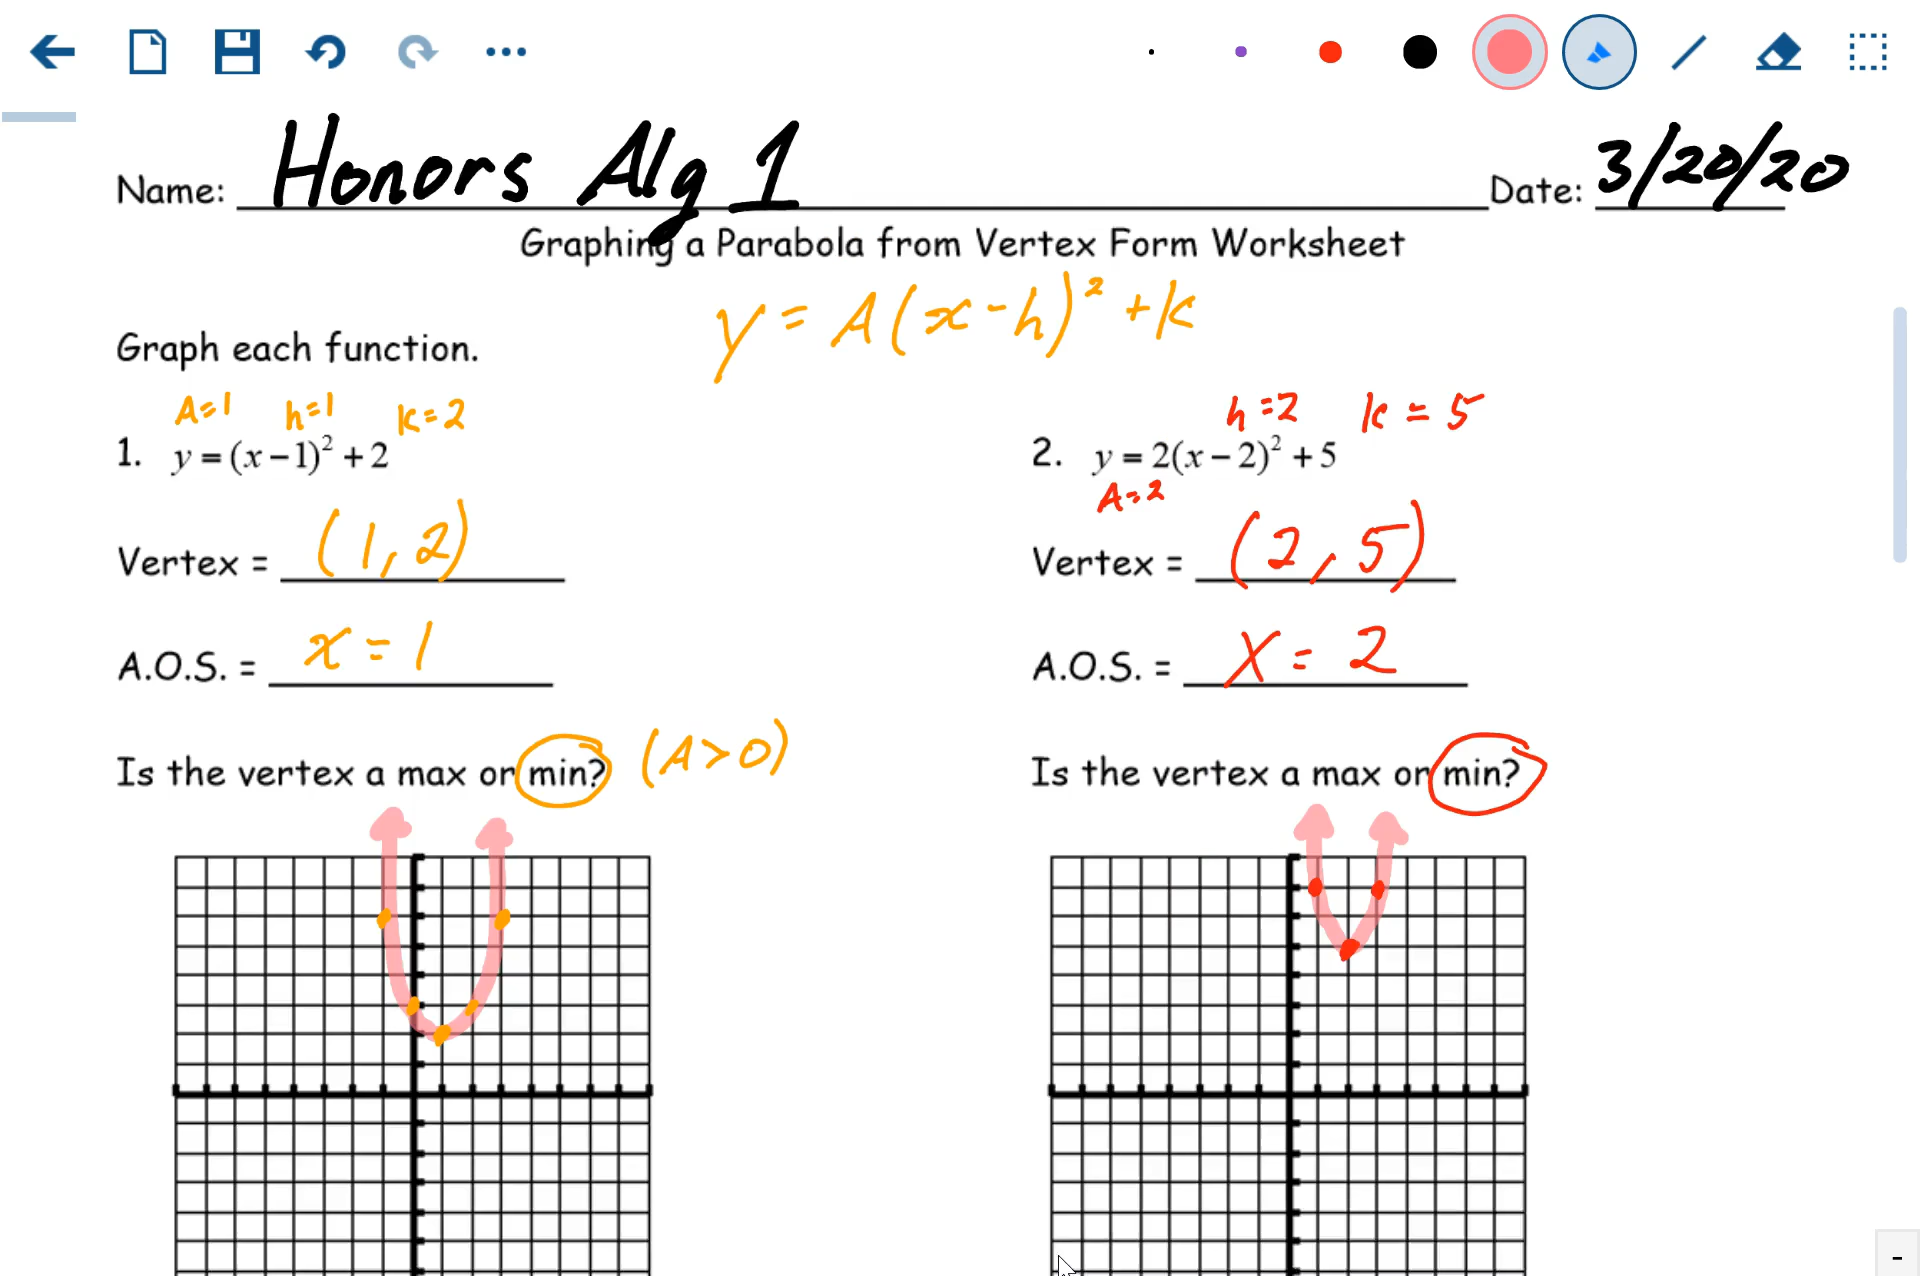 Name: Honors Alg 1 Date: 3/20/20
Graphing a Parabola from Vertex Form Worksheet
y = A(x-h)² + k
Graph each function.
A=1 h=1 k=2
1. y = (x − 1)² + 2
Vertex = (1, 2)
A.O.S. = x = 1
Is the vertex a max or min? (A > 0)
h=2 k = 5
2. y = 2(x − 2)² + 5
A=2
Vertex = (2, 5)
A.O.S. = x = 2
Is the vertex a max or min?